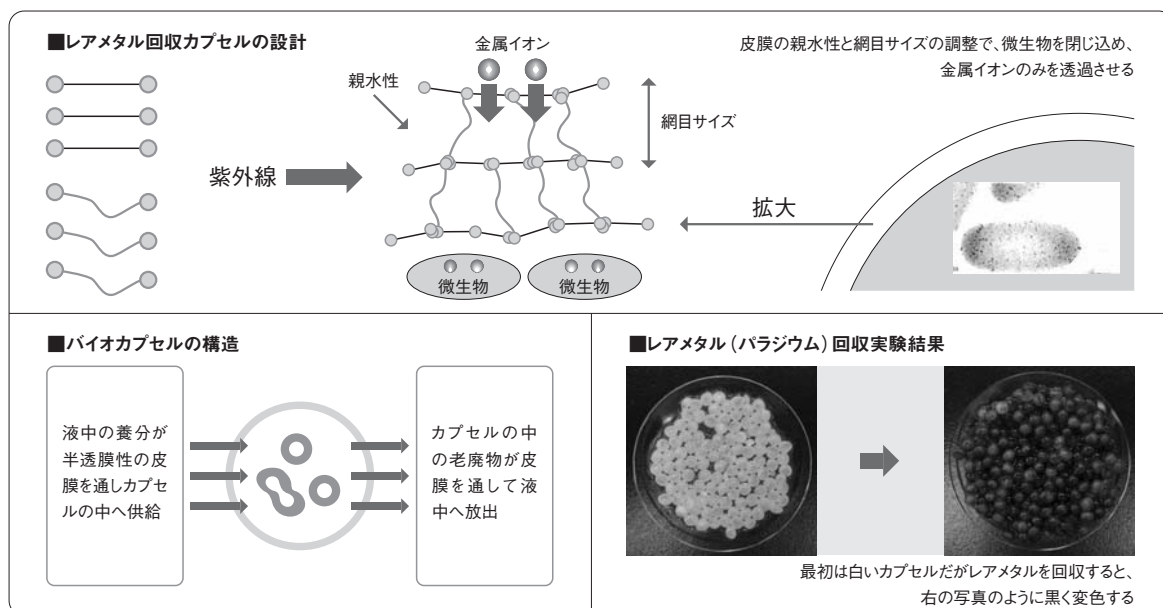 ■レアメタル回収カプセルの設計
金属イオン
親水性
網目サイズ
紫外線
微生物
微生物
皮膜の親水性と網目サイズの調整で、微生物を閉じ込め、
金属イオンのみを透過させる
拡大
■バイオカプセルの構造
液中の養分が
半透膜性の皮
膜を通しカプセ
ルの中へ供給
カプセルの中
の老廃物が皮
膜を通して液
中へ放出
■レアメタル(パラジウム)回収実験結果
最初は白いカプセルだがレアメタルを回収すると、
右の写真のように黒く変色する